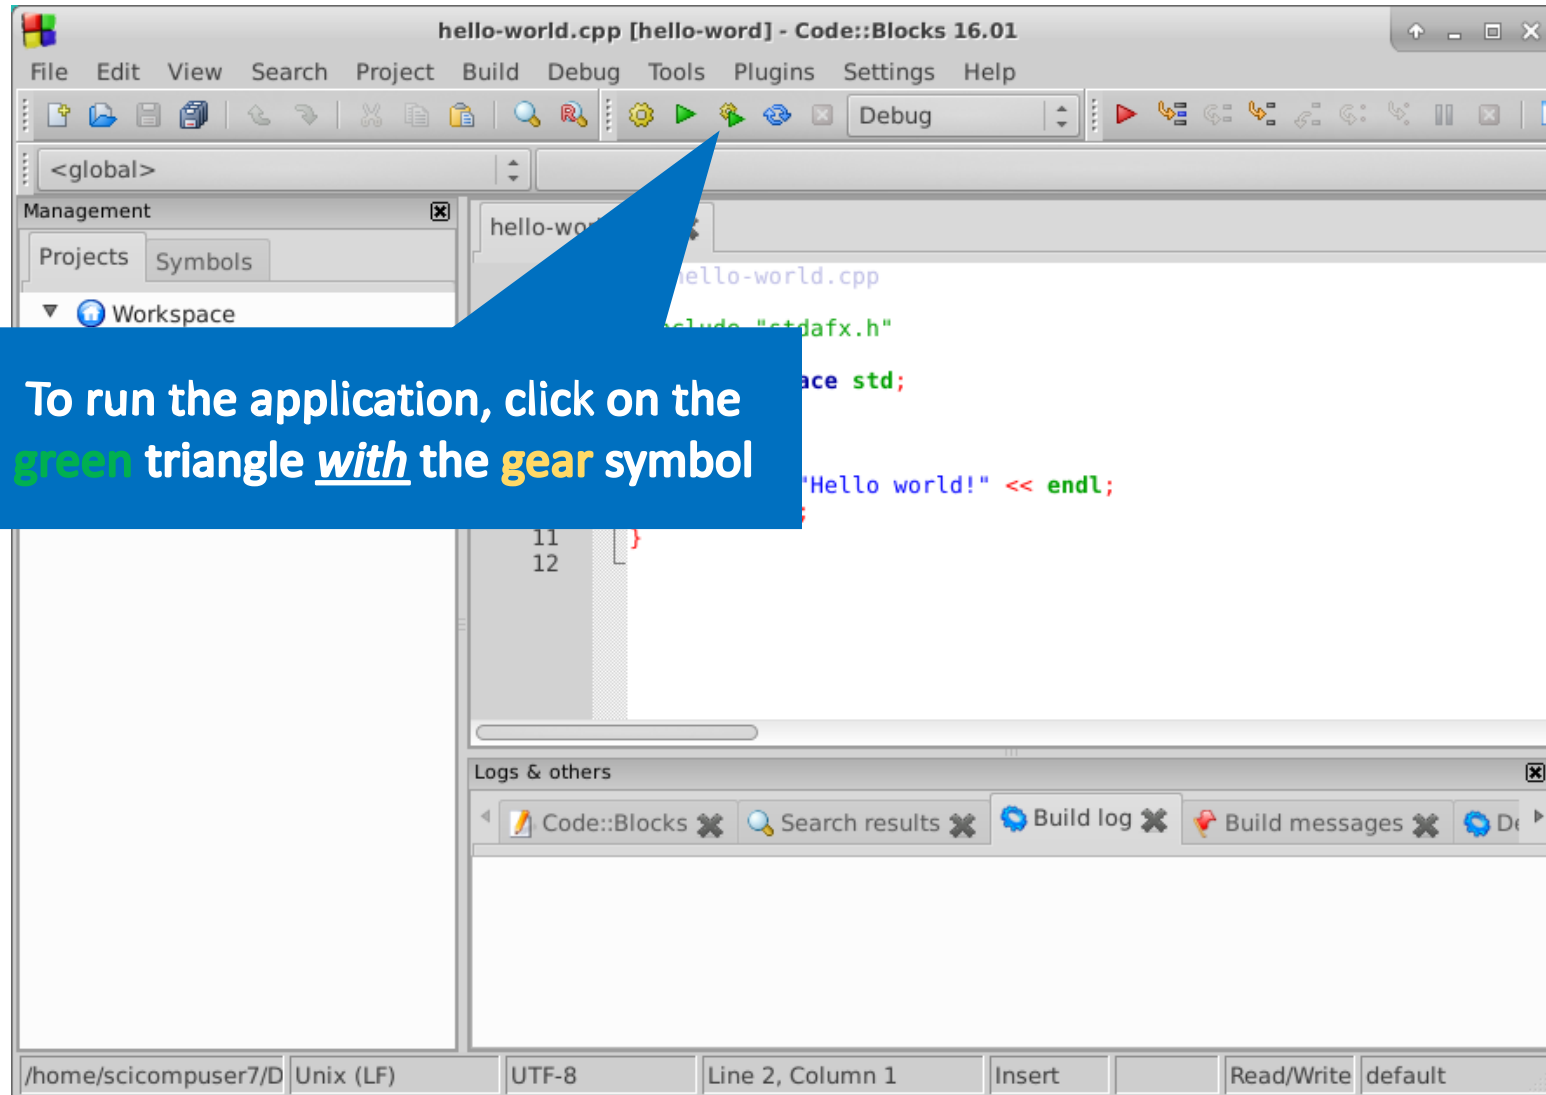 hello-world.cpp [hello-word] - Code::Blocks 16.01
File Edit View Search Project Build Debug Tools Plugins Settings Help
Debug
<global>
Management
Projects Symbols
Workspace
hello-wo
ello-world.cpp
"stdafx.h"
ace std;
To run the application, click on the
green triangle with the gear symbol
"Hello world!" << endl;
;
11 }
12
Logs & others
Code::Blocks Search results Build log Build messages De
/home/scicompuser7/D Unix (LF) UTF-8 Line 2, Column 1 Insert Read/Write default